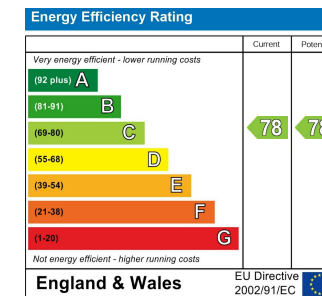 Energy Efficiency Rating
Current Poten
Very energy efficient - lower running costs
(92 plus) A
(81-91) B
(69-80) C 78 78
(55-68) D
(39-54) E
(21-38) F
(1-20) G
Not energy efficient - higher running costs
England & Wales
EU Directive
2002/91/EC